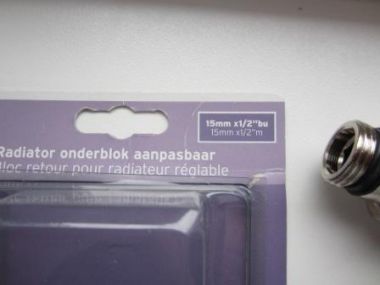 15mm x1/2"bu
15mm x1/2"m
Radiator onderblok aanpasbaar
Bloc retour pour radiateur réglable